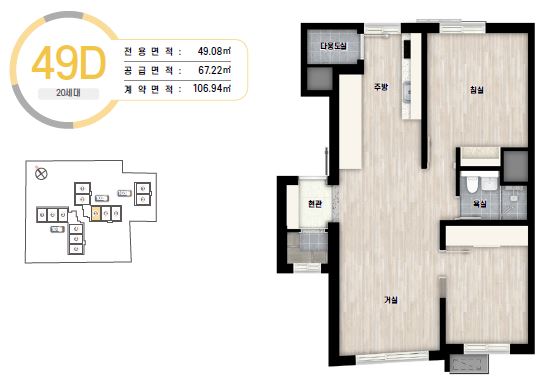 49D
20세대
전 용 면 적 : 49.08㎡
공 급 면 적 : 67.22㎡
계 약 면 적 : 106.94㎡
다용도실
주방
침실
현관
욕실
거실